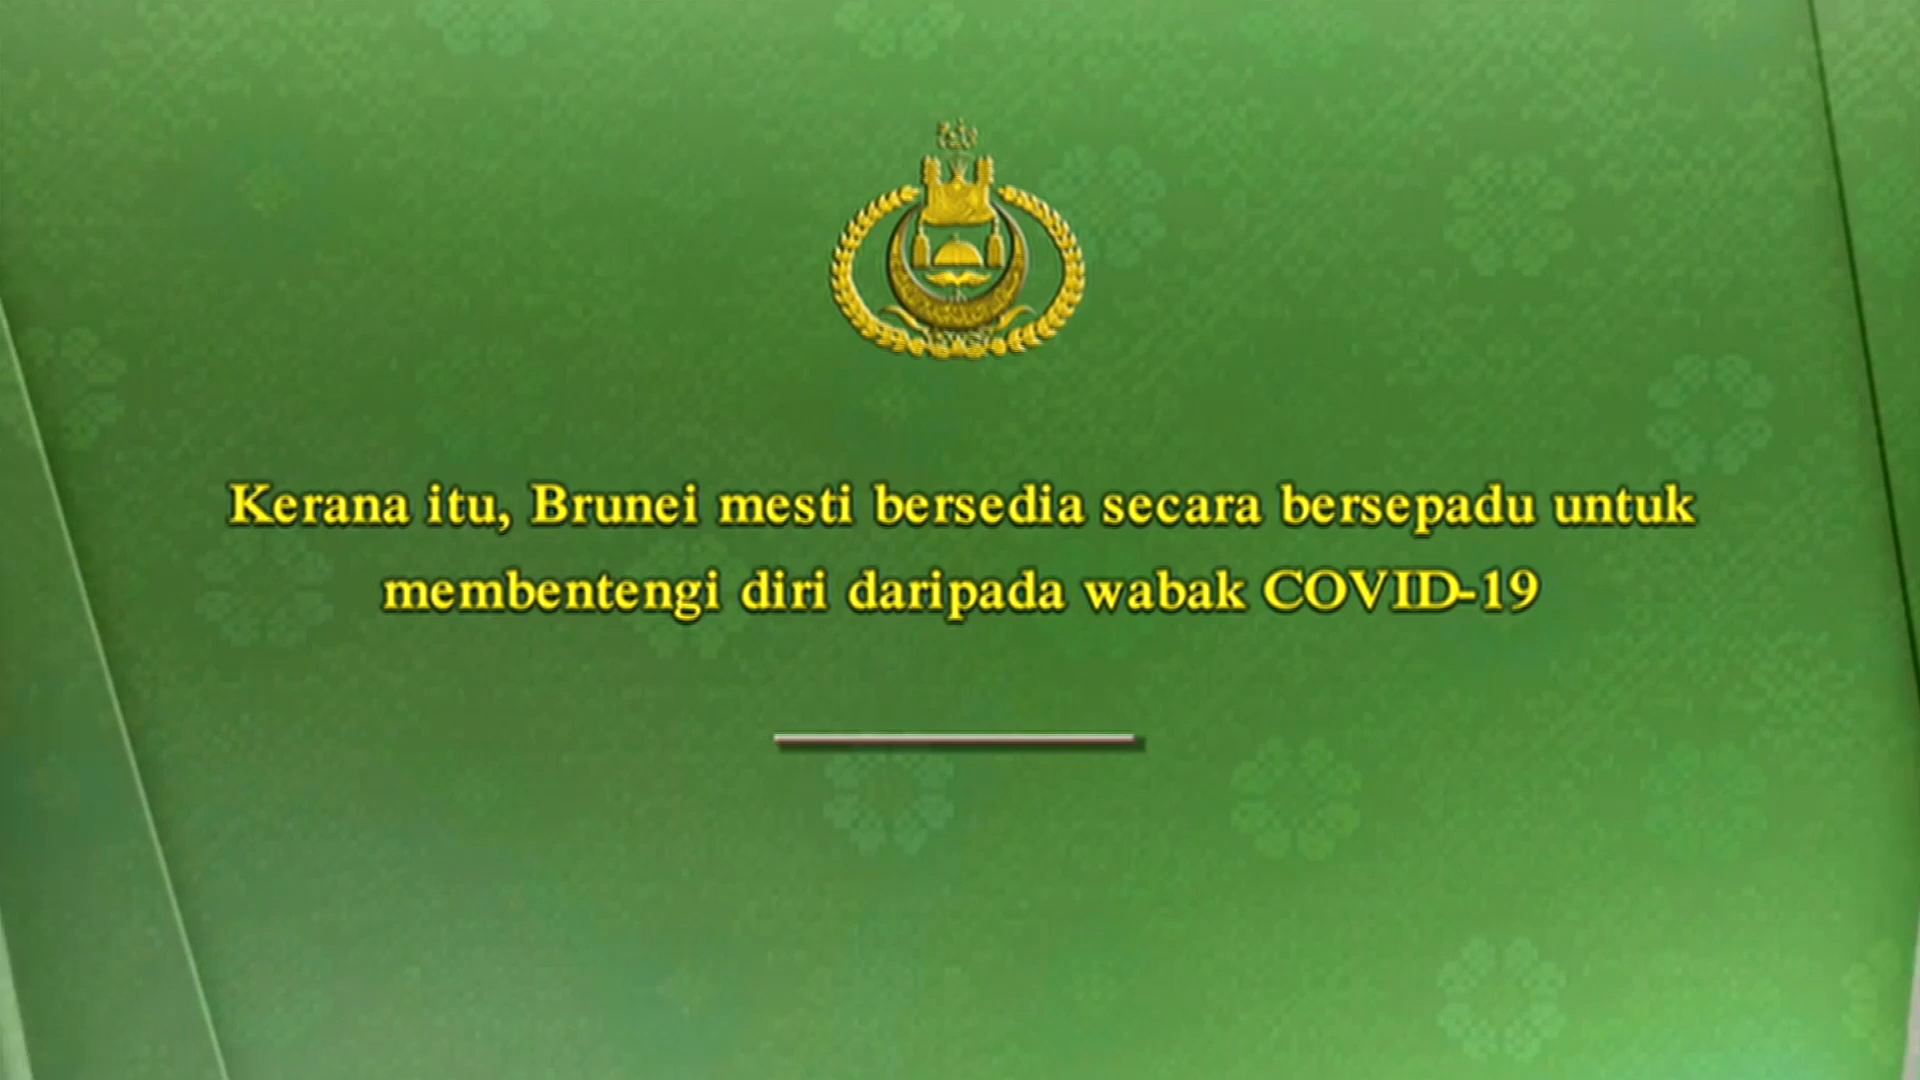 Kerana itu, Brunei mesti bersedia secara bersepadu untuk
membentengi diri daripada wabak COVID-19